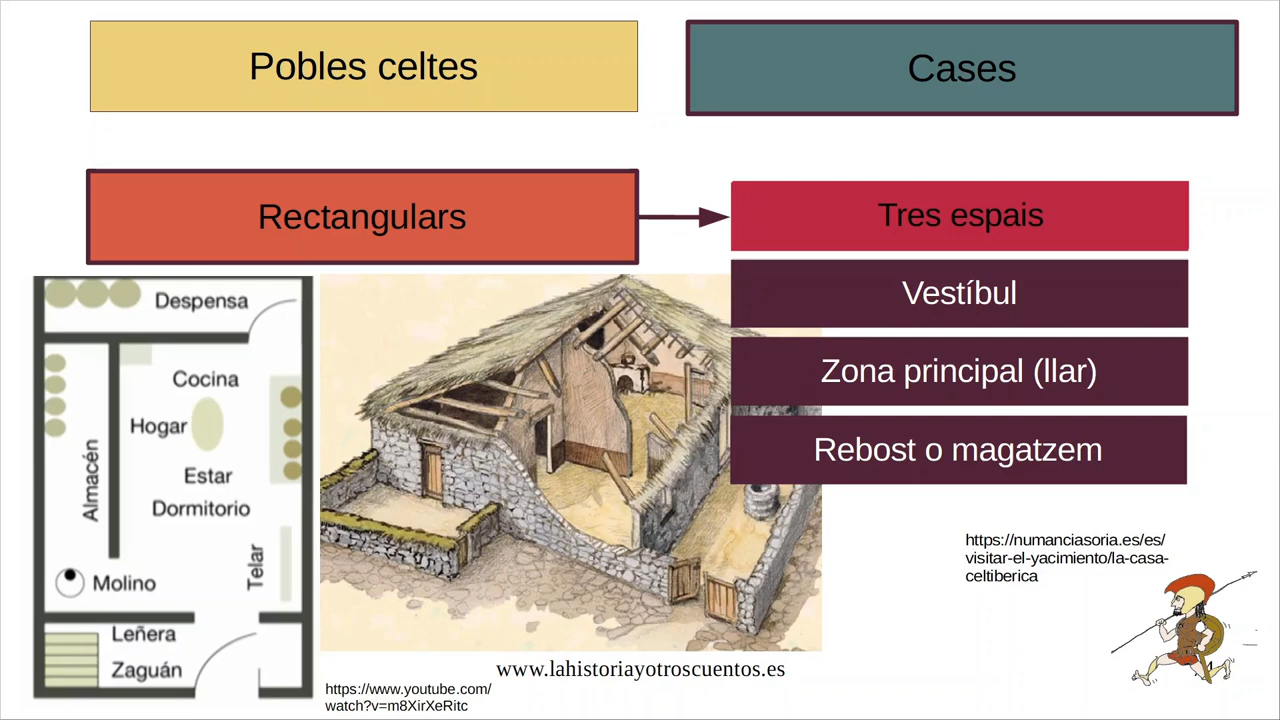 Pobles celtes
Cases
Rectangulars
Tres espais
Vestíbul
Zona principal (llar)
Rebost o magatzem
Despensa
Cocina
Hogar
Almacén
Estar
Dormitorio
Telar
Molino
Leñera
Zaguán
https://numanciasoria.es/es/
visitar-el-yacimiento/la-casa-
celtiberica
www.lahistoriayotroscuentos.es
https://www.youtube.com/
watch?v=m8XirXeRitc